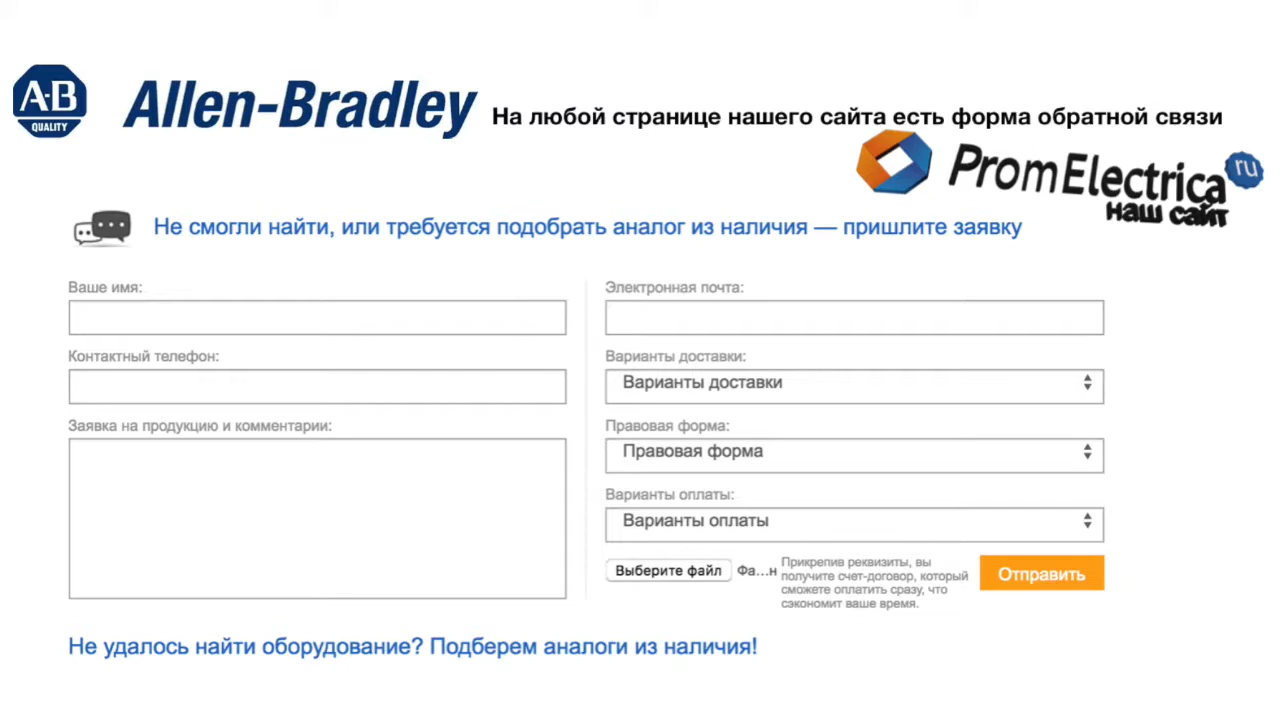 A-B
QUALITY
Allen-Bradley
На любой странице нашего сайта есть форма обратной связи
PromElectrica ru
наш сайт
Не смогли найти, или требуется подобрать аналог из наличия — пришлите заявку
Ваше имя:
Электронная почта:
Контактный телефон:
Варианты доставки:
Варианты доставки
Заявка на продукцию и комментарии:
Правовая форма:
Правовая форма
Варианты оплаты:
Варианты оплаты
Выберите файл Фа...н
Прикрепив реквизиты, вы
получите счет-договор, который
сможете оплатить сразу, что
сэкономит ваше время.
Отправить
Не удалось найти оборудование? Подберем аналоги из наличия!